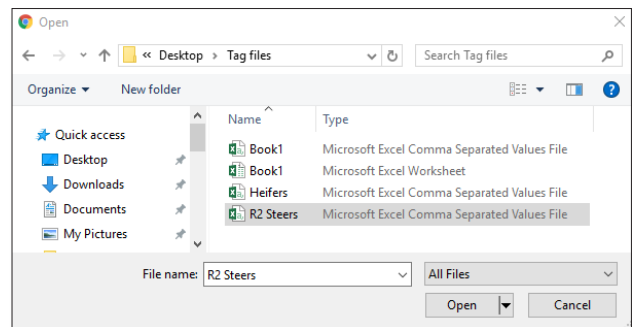 Open
« Desktop › Tag files
Search Tag files
Organize
New folder
Name
Type
Quick access
Desktop
Downloads
Documents
My Pictures
Book1 Microsoft Excel Comma Separated Values File
Book1 Microsoft Excel Worksheet
Heifers Microsoft Excel Comma Separated Values File
R2 Steers Microsoft Excel Comma Separated Values File
File name: R2 Steers
All Files
Open
Cancel